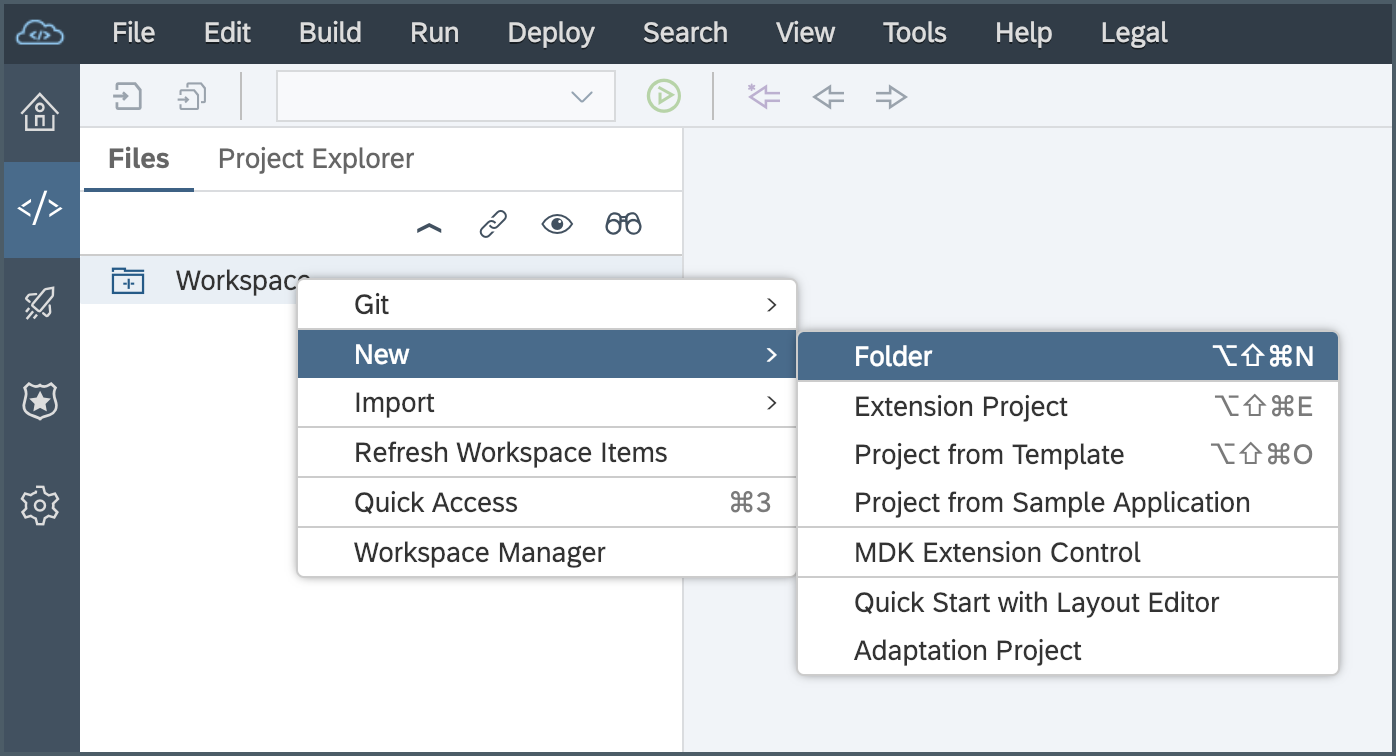 File Edit Build Run Deploy Search View Tools Help Legal
Files Project Explorer
Workspace
Git
New
Import
Refresh Workspace Items
Quick Access ⌘3
Workspace Manager
Folder ⌥⇧⌘N
Extension Project ⌥⇧⌘E
Project from Template ⌥⇧⌘O
Project from Sample Application
MDK Extension Control
Quick Start with Layout Editor
Adaptation Project